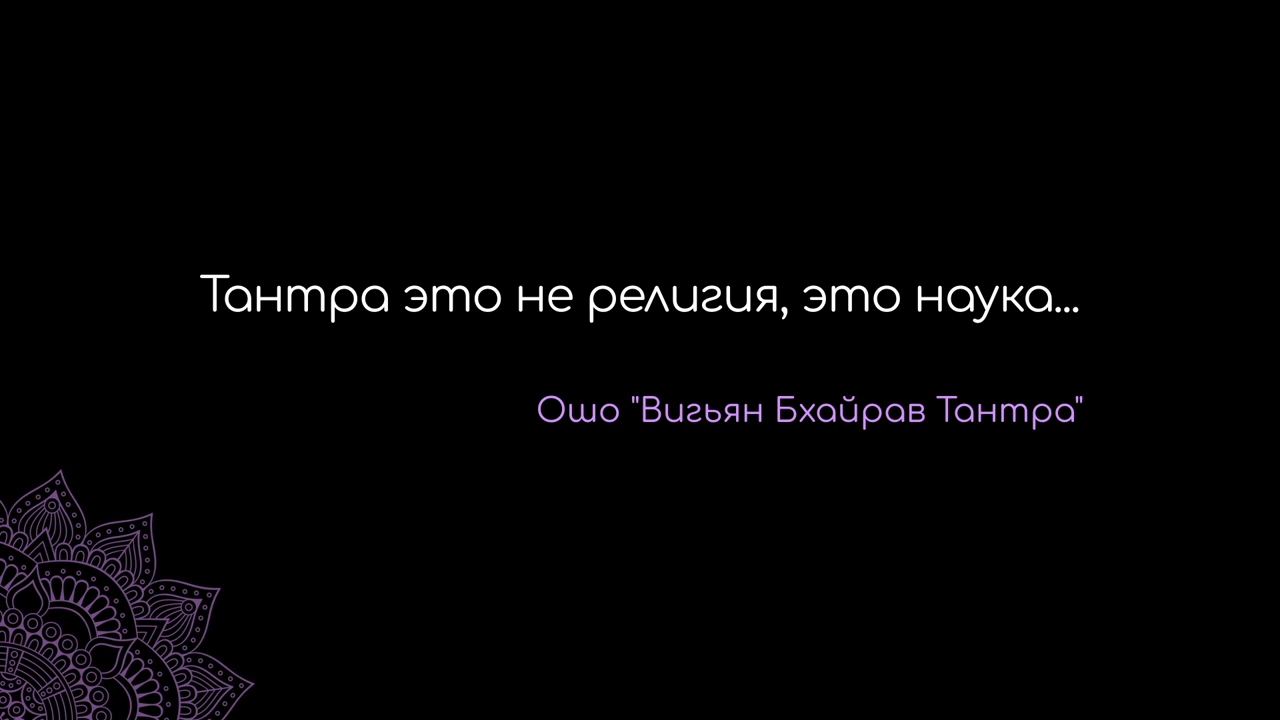 Тантра это не религия, это наука...
Ошо "Вигьян Бхайрав Тантра"